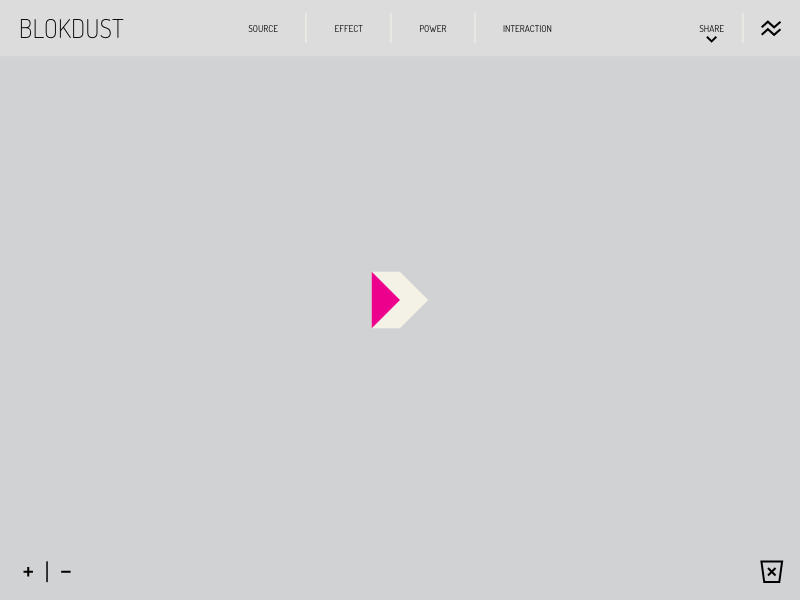 BLOKDUST
SOURCE
EFFECT
POWER
INTERACTION
SHARE